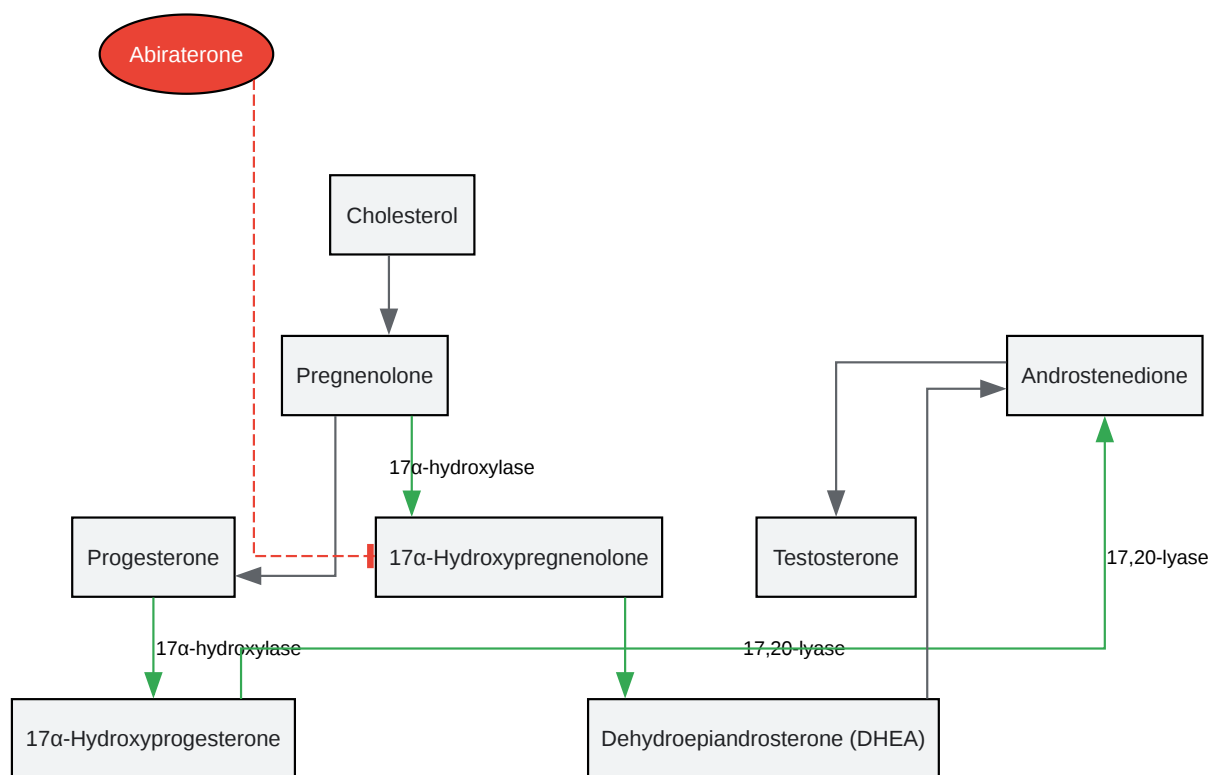 Abiraterone
Cholesterol
Pregnenolone
Androstenedione
17α-hydroxylase
Progesterone
17α-Hydroxypregnenolone
Testosterone
17,20-lyase
17α-hydroxylase
17,20-lyase
17α-Hydroxyprogesterone
Dehydroepiandrosterone (DHEA)